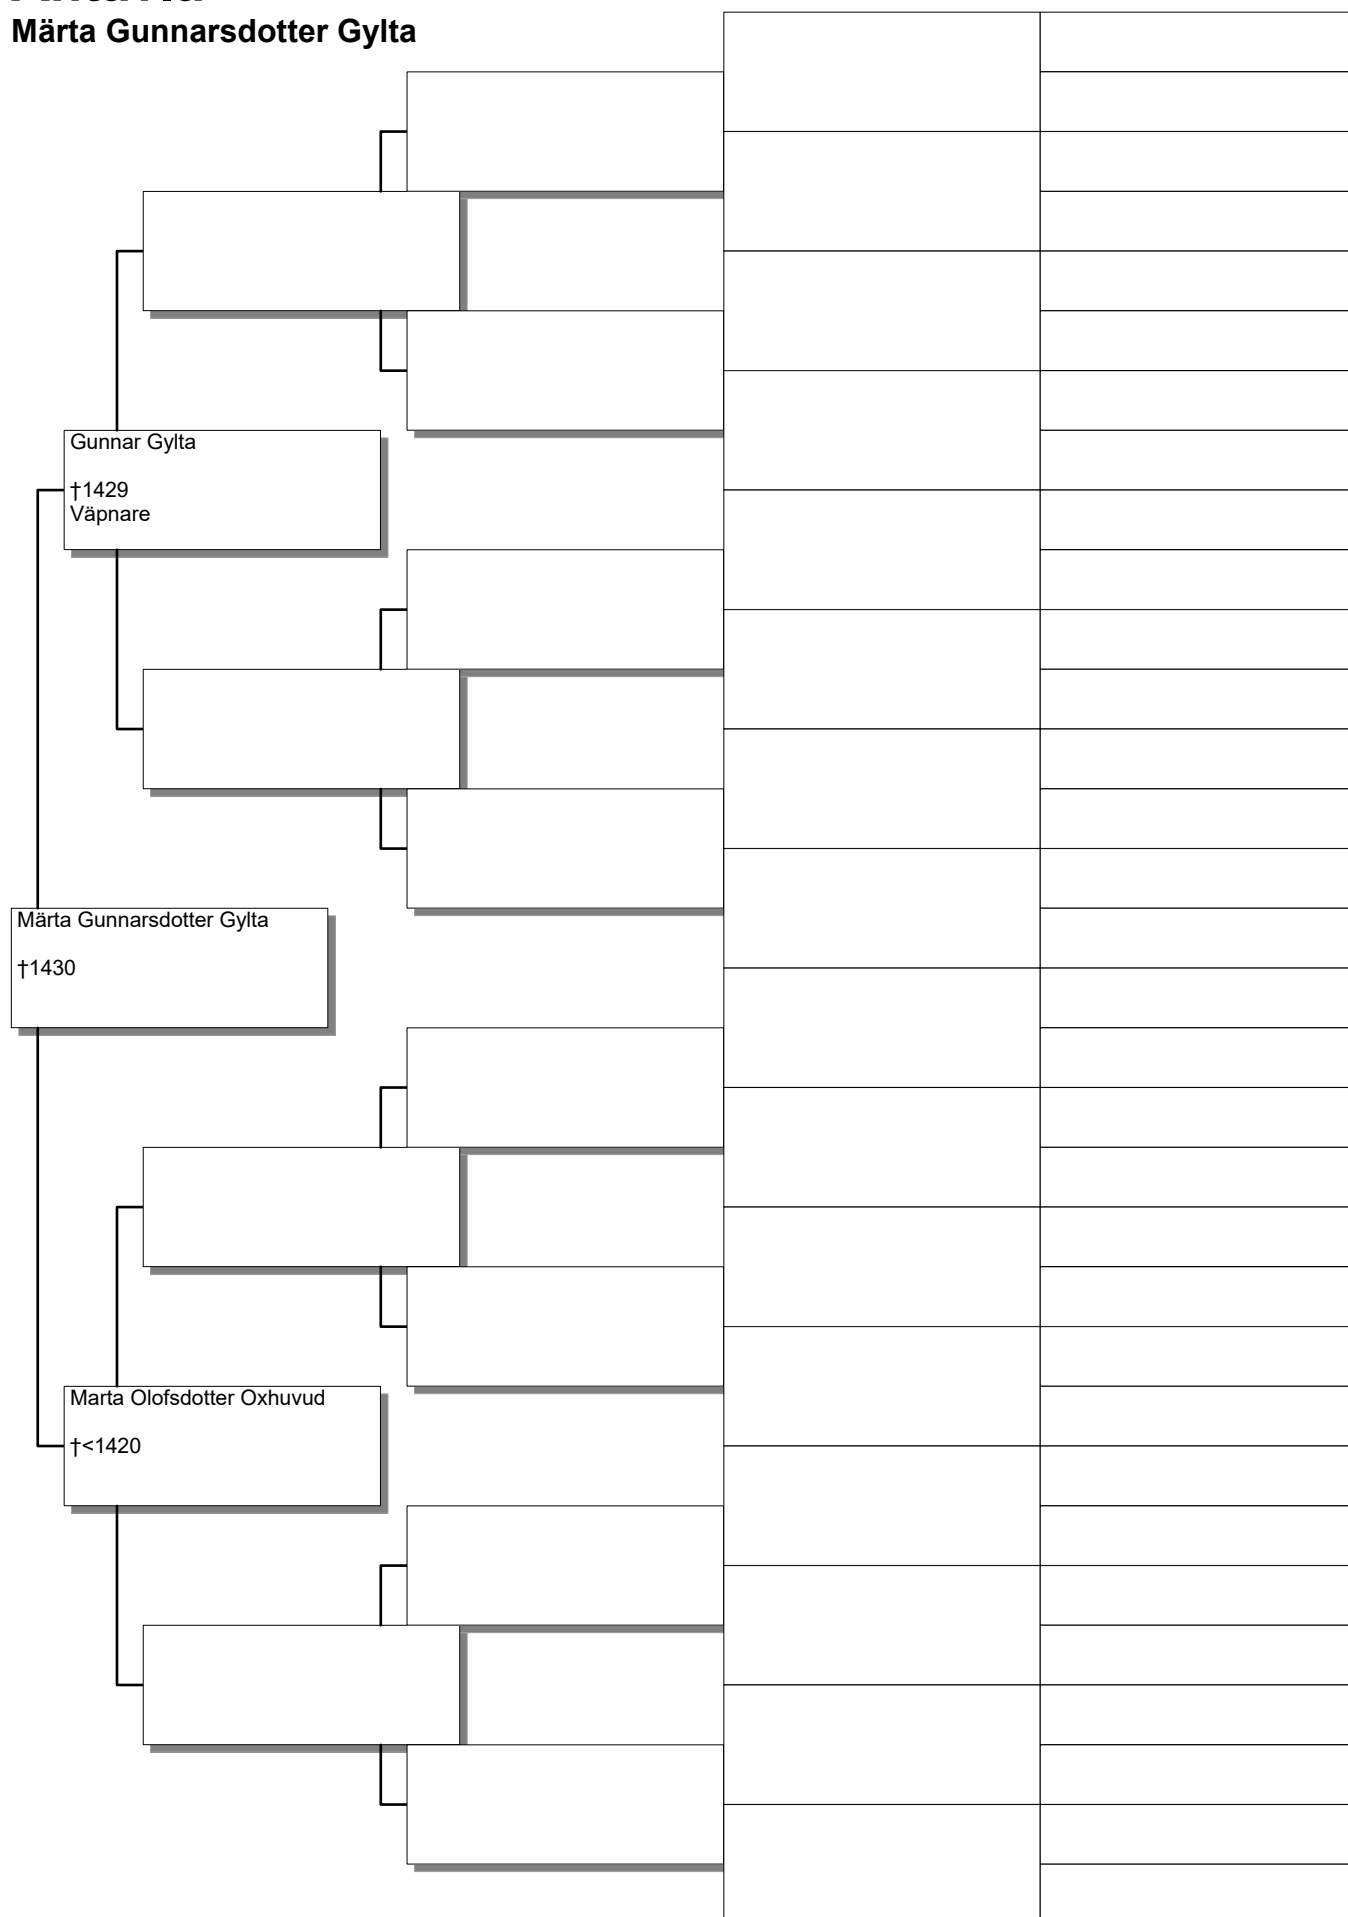 Märta Gunnarsdotter Gylta
Gunnar Gylta
†1429
Väpnare
Märta Gunnarsdotter Gylta
†1430
Marta Olofsdotter Oxhuvud
†<1420